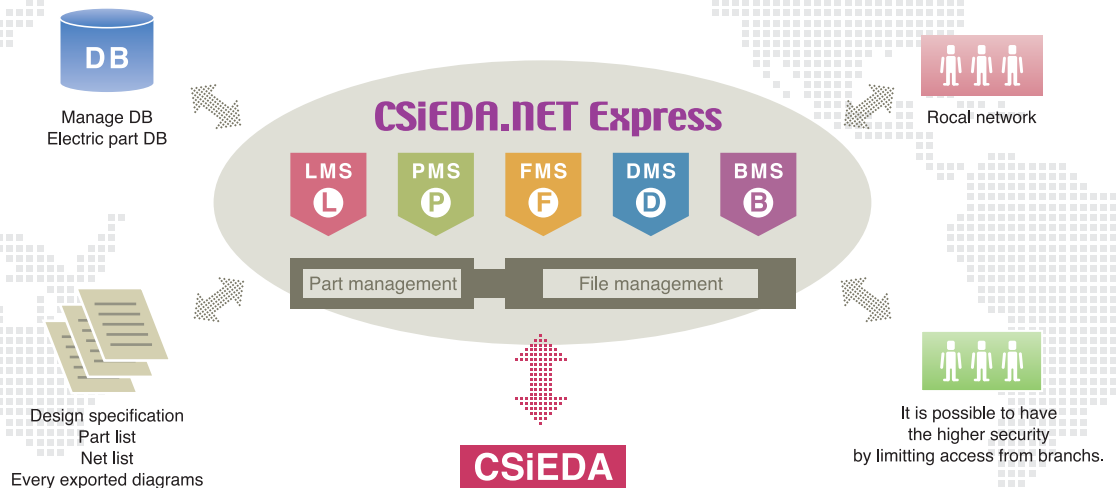 DB
Manage DB
Electric part DB
CSiEDA.NET Express
Rocal network
LMS
L
PMS
P
FMS
F
DMS
D
BMS
B
Part management
File management
Design specification
Part list
Net list
Every exported diagrams
It is possible to have
the higher security
by limitting access from branchs.
CSiEDA